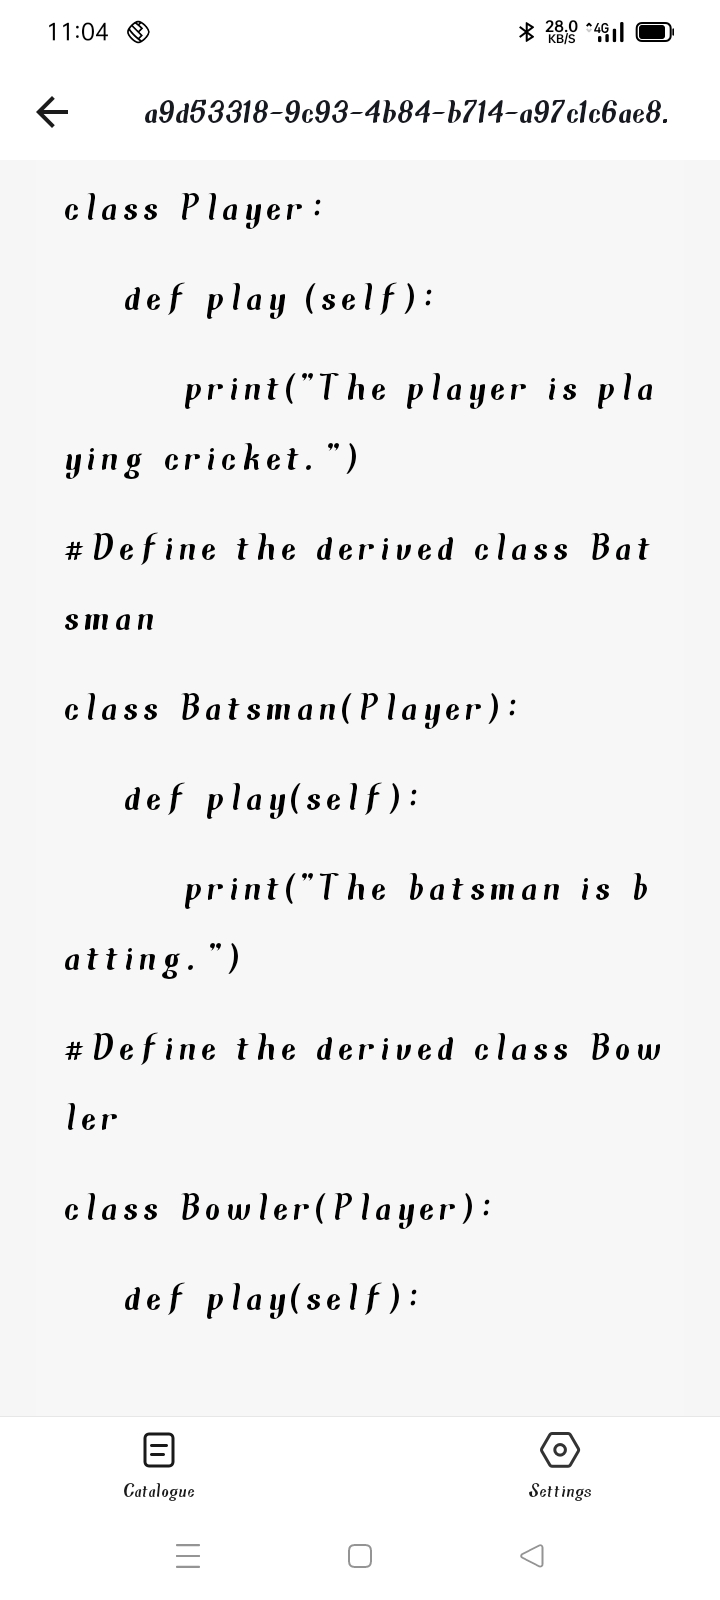 11:04
28.0
KB/S
4G
a9d53318-9c93-4b84-b714-a97c1c6ae8.
class Player:
def play (self):
print("The player is pla
ying cricket.")
#Define the derived class Bat
sman
class Batsman(Player):
def play(self):
print("The batsman is b
atting.")
#Define the derived class Bow
ler
class Bowler(Player):
def play(self):
Catalogue
Settings